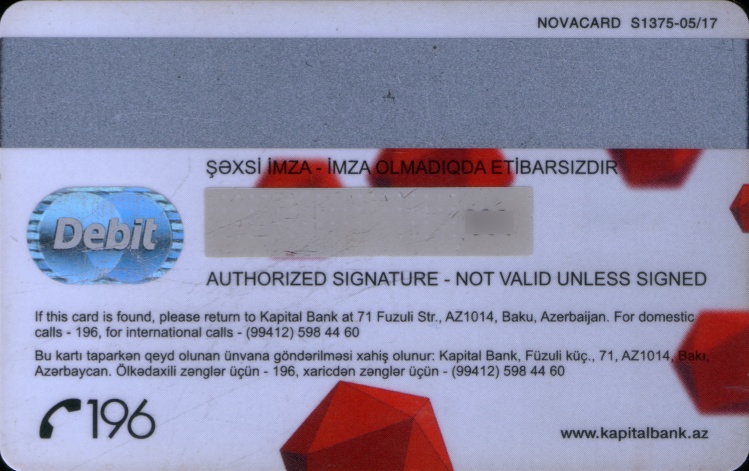 NOVACARD S1375-05/17
ŞƏXSİ İMZA - İMZA OLMADIQDA ETİBARSIZDIR
Debit
AUTHORIZED SIGNATURE - NOT VALID UNLESS SIGNED
If this card is found, please return to Kapital Bank at 71 Fuzuli Str., AZ1014, Baku, Azerbaijan. For domestic
calls - 196, for international calls - (99412) 598 44 60
Bu kartı taparkən qeyd olunan ünvana göndərilməsi xahiş olunur: Kapital Bank, Füzuli küç., 71, AZ1014, Bakı,
Azərbaycan. Ölkədaxili zənglər üçün - 196, xaricdən zənglər üçün - (99412) 598 44 60
196
www.kapitalbank.az